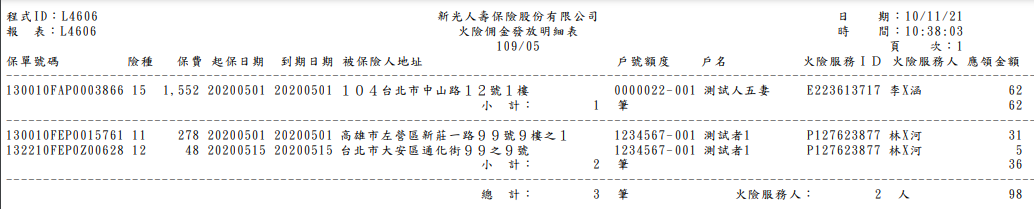 程式ID：L4606 新光人壽保險股份有限公司 日 期：10/11/21
報 表：L4606 火險佣金發放明細表 時 間：10:38:03
109/05 頁 次：1
保單號碼 險種 保費 起保日期 到期日期 被保險人地址 戶號額度 戶名 火險服務ＩＤ 火險服務人 應領金額
130010FAP0003866 15 1,552 20200501 20200501 １０４台北市中山路１２號１樓 0000022-001 測試人五妻 E223613717 李X涵 62
小 計： 1 筆 62
130010FEP0015761 11 278 20200501 20200501 高雄市左營區新莊一路９９號９樓之１ 1234567-001 測試者1 P127623877 林X河 31
132210FEP0Z00628 12 48 20200515 20200515 台北市大安區通化街９９之９號 1234567-001 測試者1 P127623877 林X河 5
小 計： 2 筆 36
總 計： 3 筆 火險服務人： 2 人 98